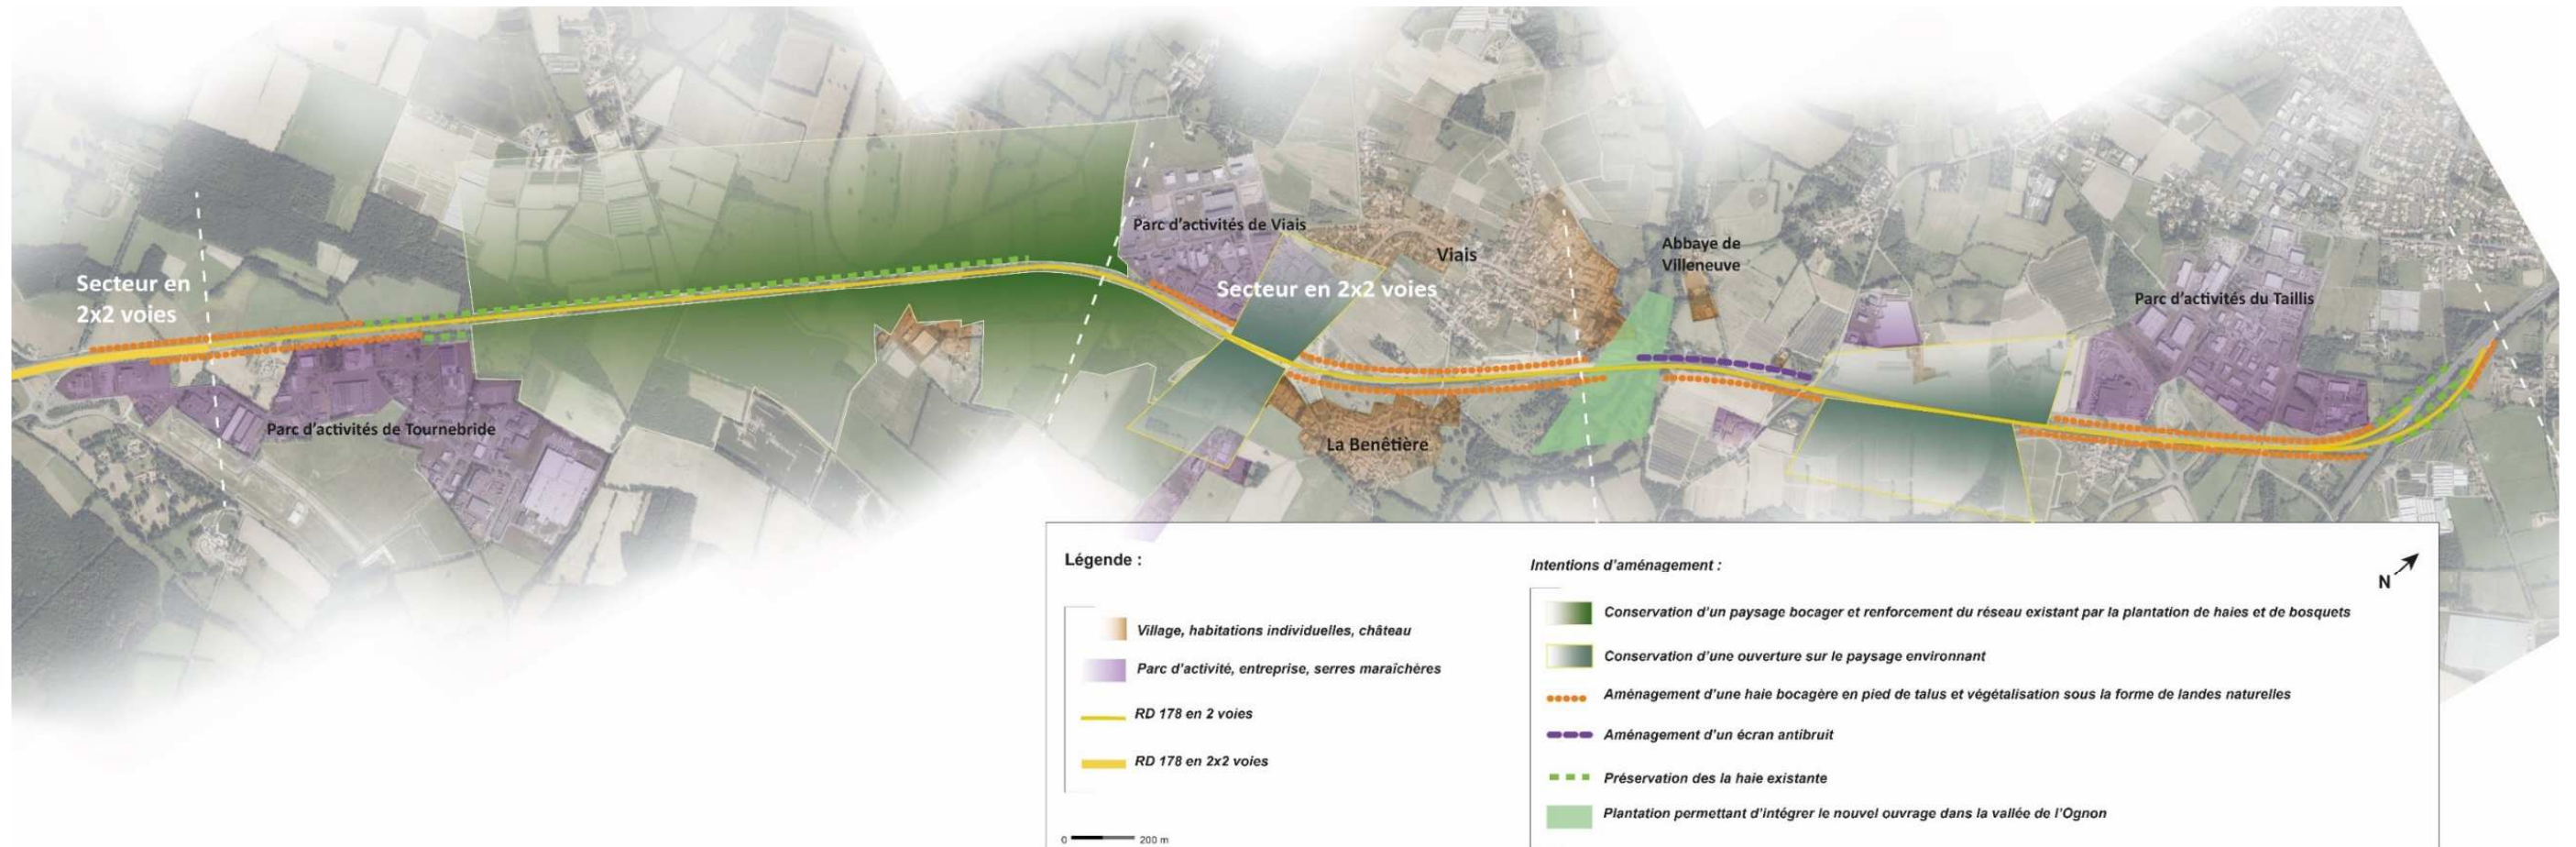 Secteur en
2x2 voies
Parc d'activités de Tournebride
Parc d'activités de Viais
Secteur en 2x2 voies
Viais
La Benêtière
Abbaye de
Villeneuve
Parc d'activités du Taillis
Légende :
Village, habitations individuelles, château
Parc d'activité, entreprise, serres maraîchères
RD 178 en 2 voies
RD 178 en 2x2 voies
0 200 m
Intentions d'aménagement :
N
Conservation d'un paysage bocager et renforcement du réseau existant par la plantation de haies et de bosquets
Conservation d'une ouverture sur le paysage environnant
Aménagement d'une haie bocagère en pied de talus et végétalisation sous la forme de landes naturelles
Aménagement d'un écran antibruit
Préservation des la haie existante
Plantation permettant d'intégrer le nouvel ouvrage dans la vallée de l'Ognon